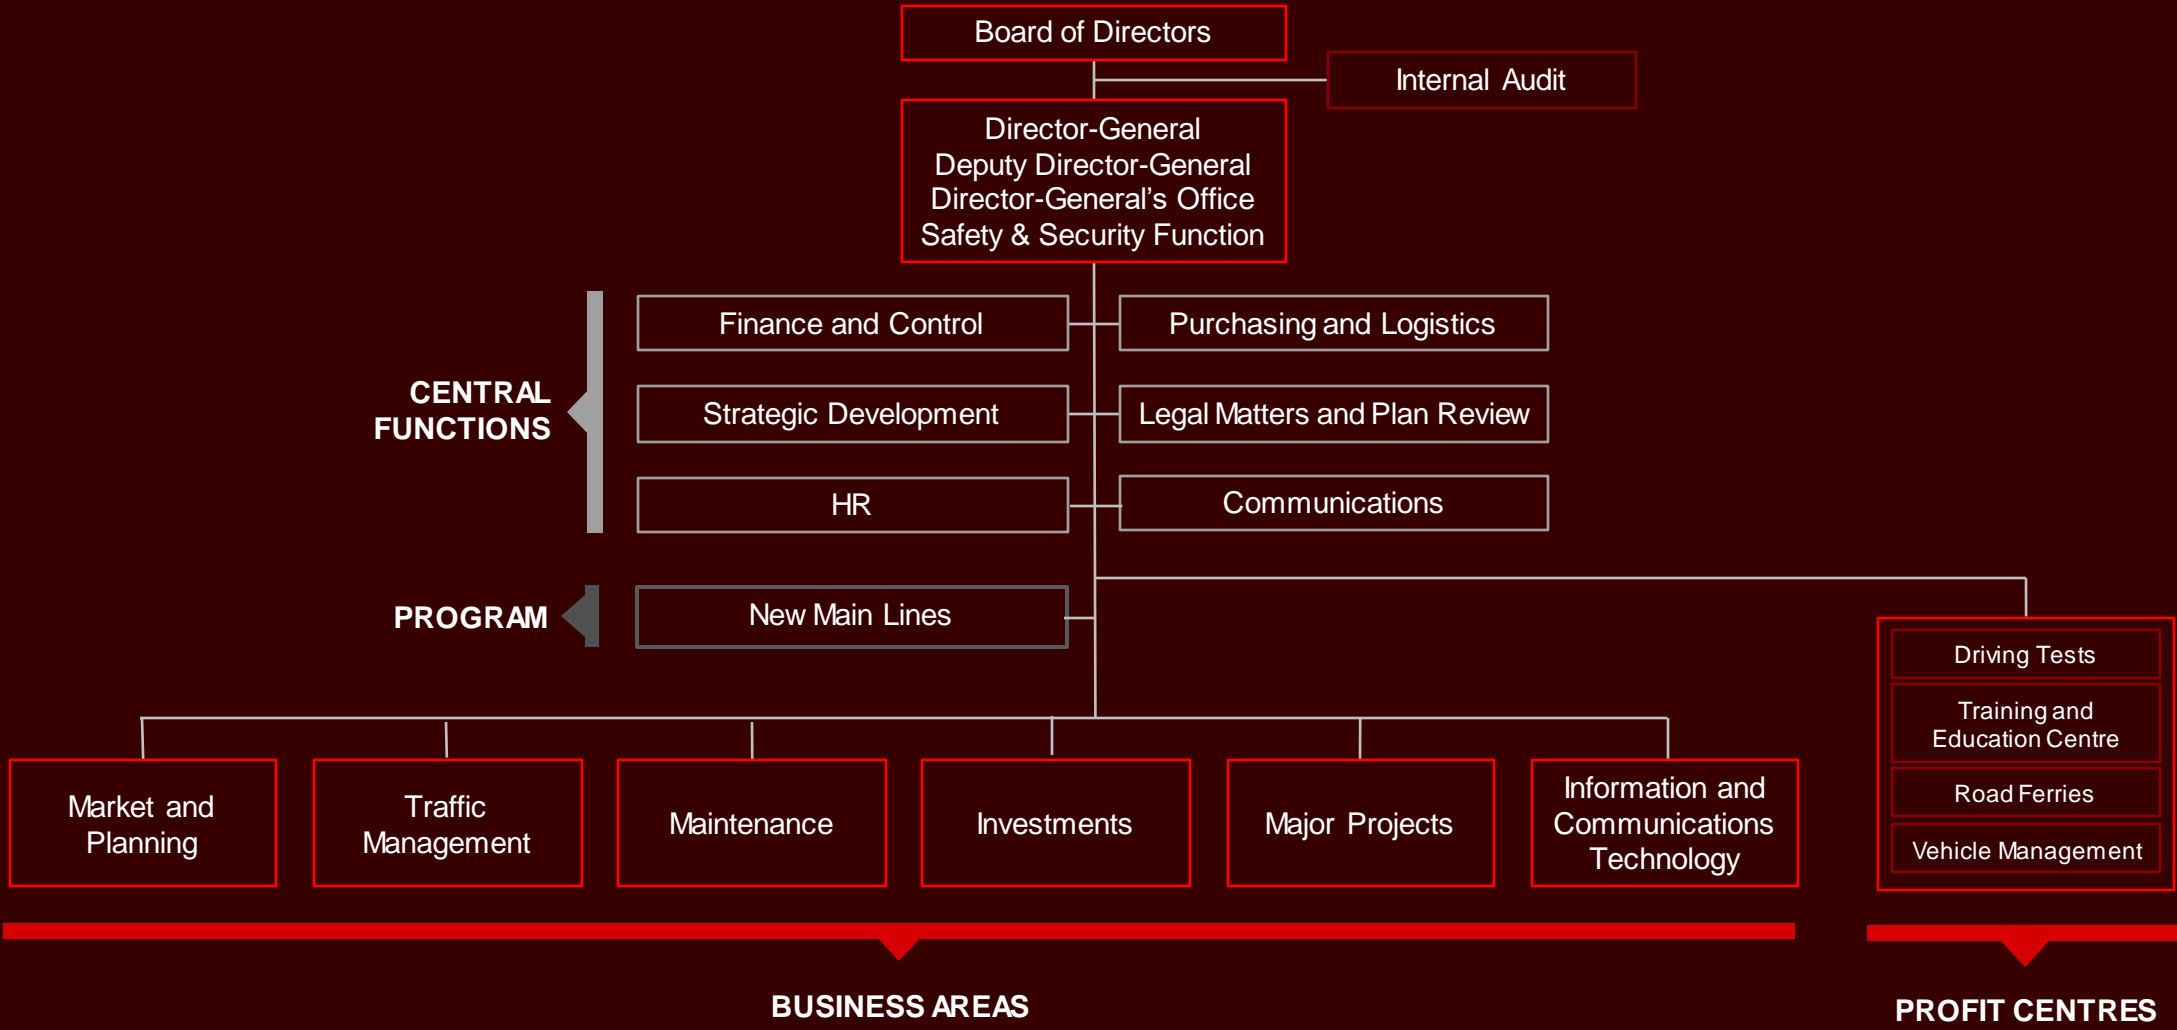 Board of Directors
Internal Audit
Director-General
Deputy Director-General
Director-General’s Office
Safety & Security Function
CENTRAL
FUNCTIONS
Finance and Control
Purchasing and Logistics
Strategic Development
Legal Matters and Plan Review
HR
Communications
PROGRAM
New Main Lines
Market and
Planning
Traffic
Management
Maintenance
Investments
Major Projects
Information and
Communications
Technology
Driving Tests
Training and
Education Centre
Road Ferries
Vehicle Management
BUSINESS AREAS
PROFIT CENTRES